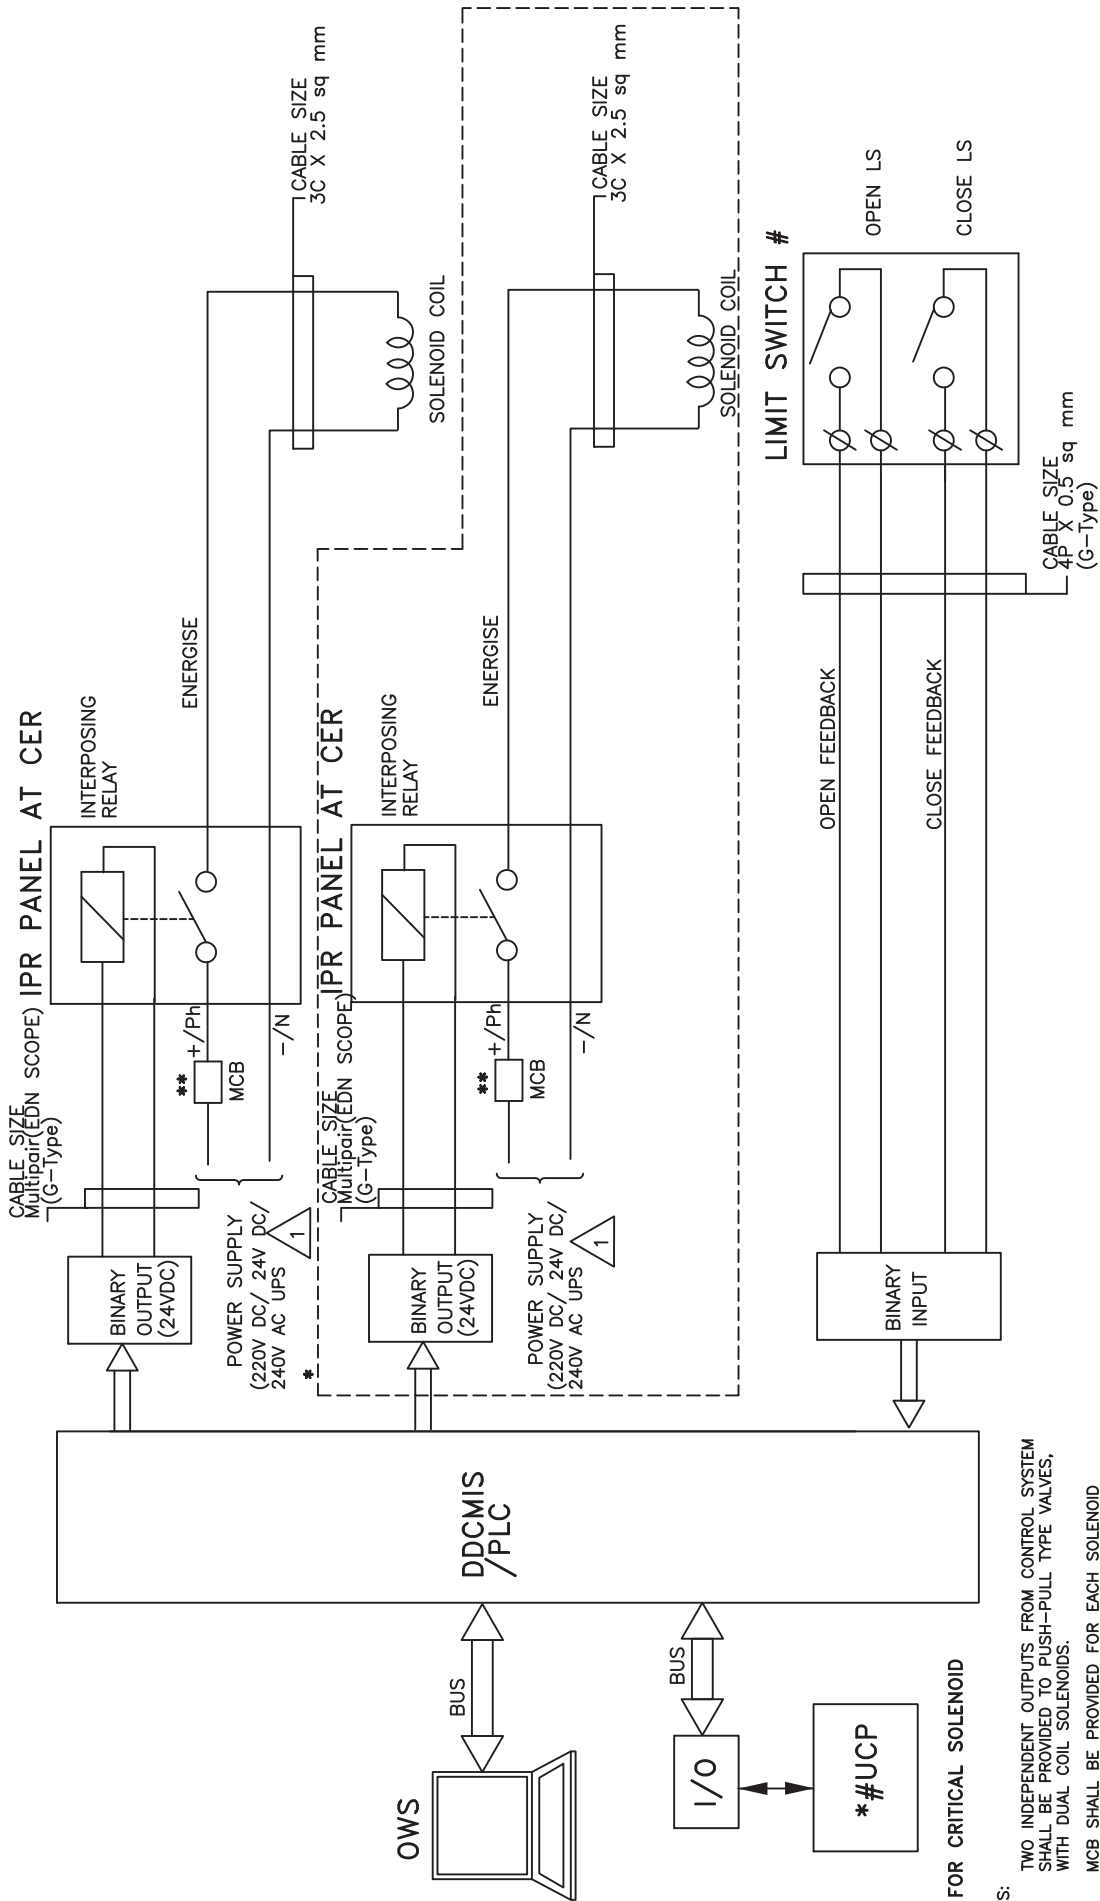 CABLE SIZE
Multipair(EDN SCOPE)
(G-Type)
IPR PANEL AT CER
INTERPOSING
RELAY
BINARY
OUTPUT
(24VDC)
**
+/Ph
MCB
-/N
POWER SUPPLY
(220V DC/ 24V DC/
240V AC UPS
1
ENERGISE
CABLE SIZE
3C X 2.5 sq mm
SOLENOID COIL
*
CABLE SIZE
Multipair(EDN SCOPE)
(G-Type)
IPR PANEL AT CER
INTERPOSING
RELAY
BINARY
OUTPUT
(24VDC)
**
+/Ph
MCB
-/N
POWER SUPPLY
(220V DC/ 24V DC/
240V AC UPS
1
ENERGISE
CABLE SIZE
3C X 2.5 sq mm
SOLENOID COIL
OWS
BUS
DDCMIS
/PLC
BUS
I/O
*#UCP
LIMIT SWITCH #
OPEN LS
CLOSE LS
OPEN FEEDBACK
CLOSE FEEDBACK
BINARY
INPUT
CABLE SIZE
4P X 0.5 sq mm
(G-Type)
FOR CRITICAL SOLENOID
S:
TWO INDEPENDENT OUTPUTS FROM CONTROL SYSTEM
SHALL BE PROVIDED TO PUSH-PULL TYPE VALVES,
WITH DUAL COIL SOLENOIDS.
MCB SHALL BE PROVIDED FOR EACH SOLENOID